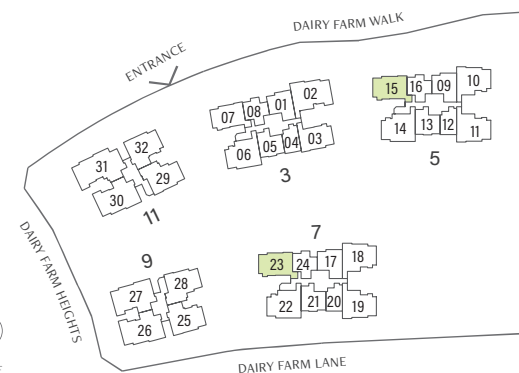 DAIRY FARM WALK
ENTRANCE
15 16 09 10
14 13 12 11
5
07 08 01 02
06 05 04 03
3
31 32
30 29
11
DAIRY FARM HEIGHTS
9
27 28
26 25
7
23 24 17 18
22 21 20 19
DAIRY FARM LANE